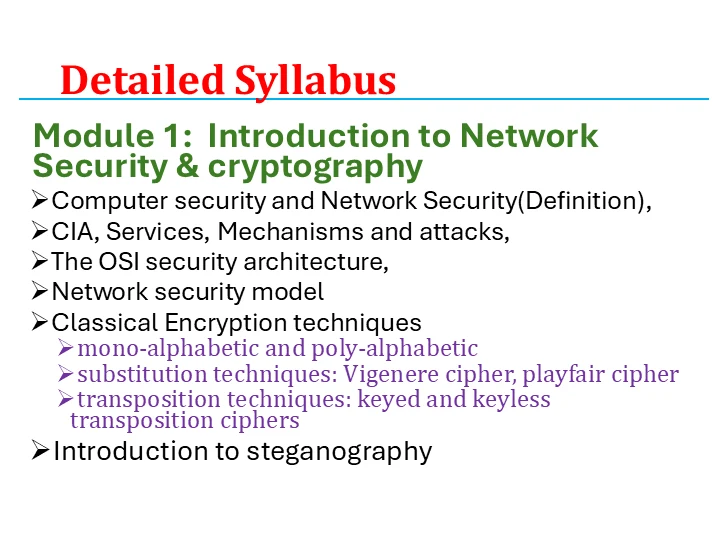 Detailed Syllabus
Module 1:  Introduction to Network
Security & cryptography
➢Computer security and Network Security(Definition),
➢CIA, Services, Mechanisms and attacks,
➢The OSI security architecture,
➢Network security model
➢Classical Encryption techniques
➢mono-alphabetic and poly-alphabetic
➢substitution techniques: Vigenere cipher, playfair cipher
➢transposition techniques: keyed and keyless
transposition ciphers
➢Introduction to steganography